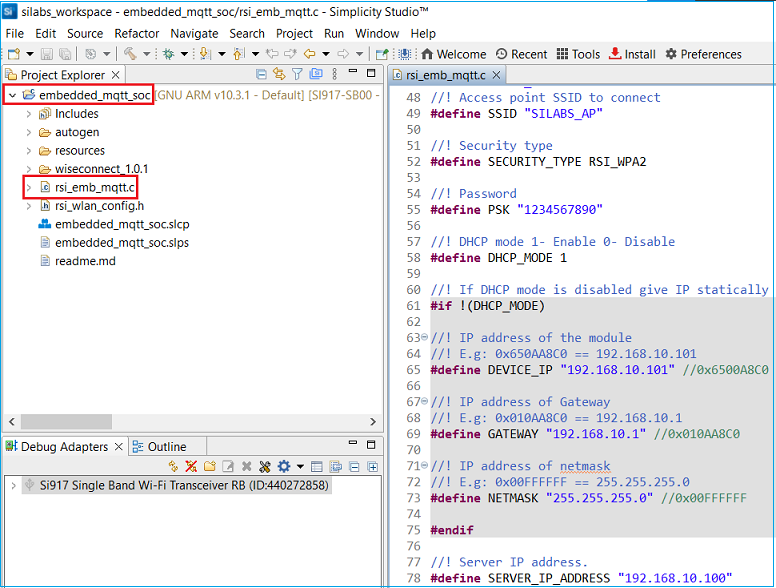 silabs_workspace - embedded_mqtt_soc/rsi_emb_mqtt.c - Simplicity Studio™
File Edit Source Refactor Navigate Search Project Run Window Help
Welcome Recent Tools Install Preferences
Project Explorer
embedded_mqtt_soc [GNU ARM v10.3.1 - Default] [SI917-SB00 -
Includes
autogen
resources
wiseconnect_1.0.1
rsi_emb_mqtt.c
rsi_wlan_config.h
embedded_mqtt_soc.slcp
embedded_mqtt_soc.slps
readme.md
Debug Adapters
Outline
Si917 Single Band Wi-Fi Transceiver RB (ID:440272858)
rsi_emb_mqtt.c
48 //! Access point SSID to connect
49 #define SSID "SILABS_AP"
50
51 //! Security type
52 #define SECURITY_TYPE RSI_WPA2
53
54 //! Password
55 #define PSK "1234567890"
56
57 //! DHCP mode 1- Enable 0- Disable
58 #define DHCP_MODE 1
59
60 //! If DHCP mode is disabled give IP statically
61 #if !(DHCP_MODE)
62
63 //! IP address of the module
64 //! E.g: 0x650AA8C0 == 192.168.10.101
65 #define DEVICE_IP "192.168.10.101" //0x6500A8C0
66
67 //! IP address of Gateway
68 //! E.g: 0x010AA8C0 == 192.168.10.1
69 #define GATEWAY "192.168.10.1" //0x010AA8C0
70
71 //! IP address of netmask
72 //! E.g: 0x00FFFFFF == 255.255.255.0
73 #define NETMASK "255.255.255.0" //0x00FFFFFF
74
75 #endif
76
77 //! Server IP address.
78 #define SERVER_IP_ADDRESS "192.168.10.100"